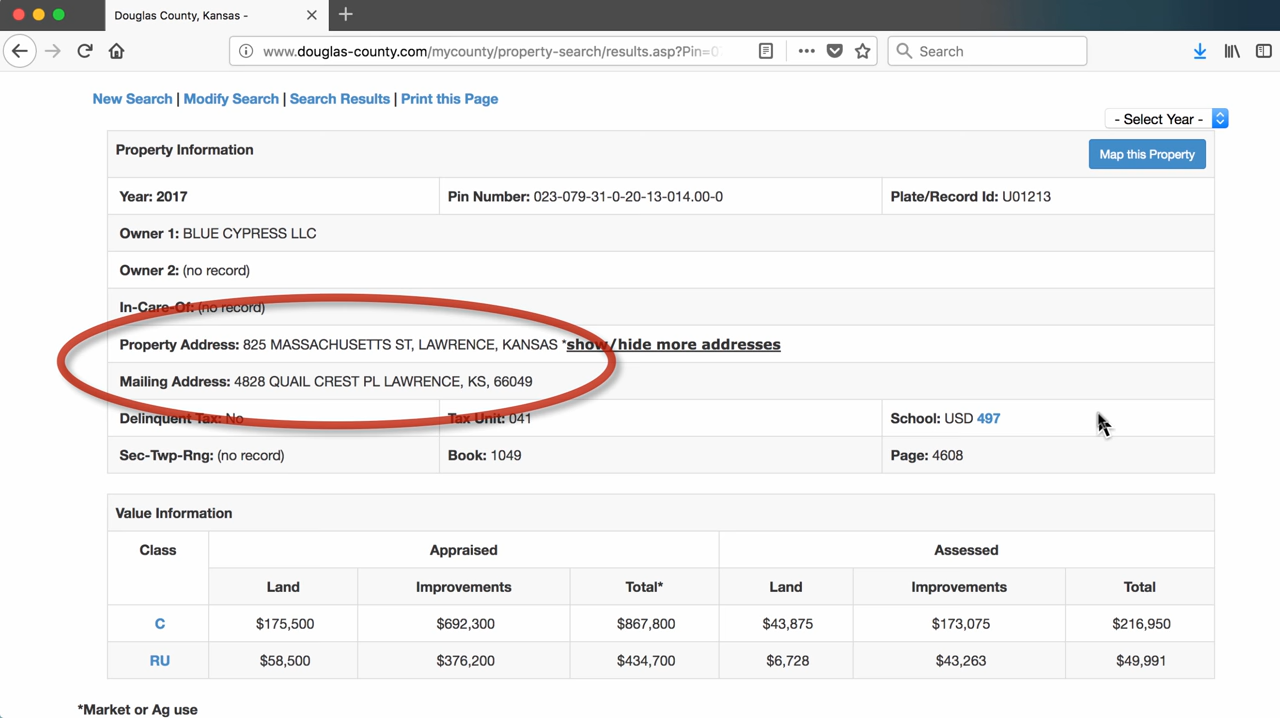 Douglas County, Kansas -
www.douglas-county.com/mycounty/property-search/results.asp?Pin=0
Search
New Search | Modify Search | Search Results | Print this Page
- Select Year -
Property Information
Map this Property
Year: 2017 Pin Number: 023-079-31-0-20-13-014.00-0 Plate/Record Id: U01213
Owner 1: BLUE CYPRESS LLC
Owner 2: (no record)
In-Care-Of: (no record)
Property Address: 825 MASSACHUSETTS ST, LAWRENCE, KANSAS *show/hide more addresses
Mailing Address: 4828 QUAIL CREST PL LAWRENCE, KS, 66049
Delinquent Tax: No Tax Unit: 041 School: USD 497
Sec-Twp-Rng: (no record) Book: 1049 Page: 4608
Value Information
Class Appraised Assessed
Land Improvements Total* Land Improvements Total
C $175,500 $692,300 $867,800 $43,875 $173,075 $216,950
RU $58,500 $376,200 $434,700 $6,728 $43,263 $49,991
*Market or Ag use